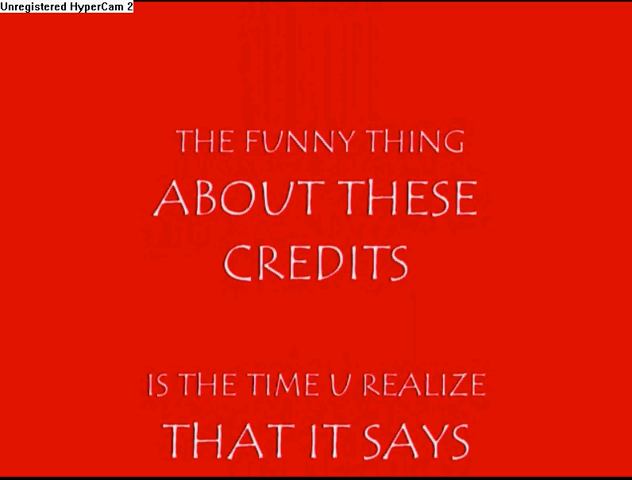 Unregistered HyperCam 2
THE FUNNY THING
ABOUT THESE
CREDITS
IS THE TIME U REALIZE
THAT IT SAYS